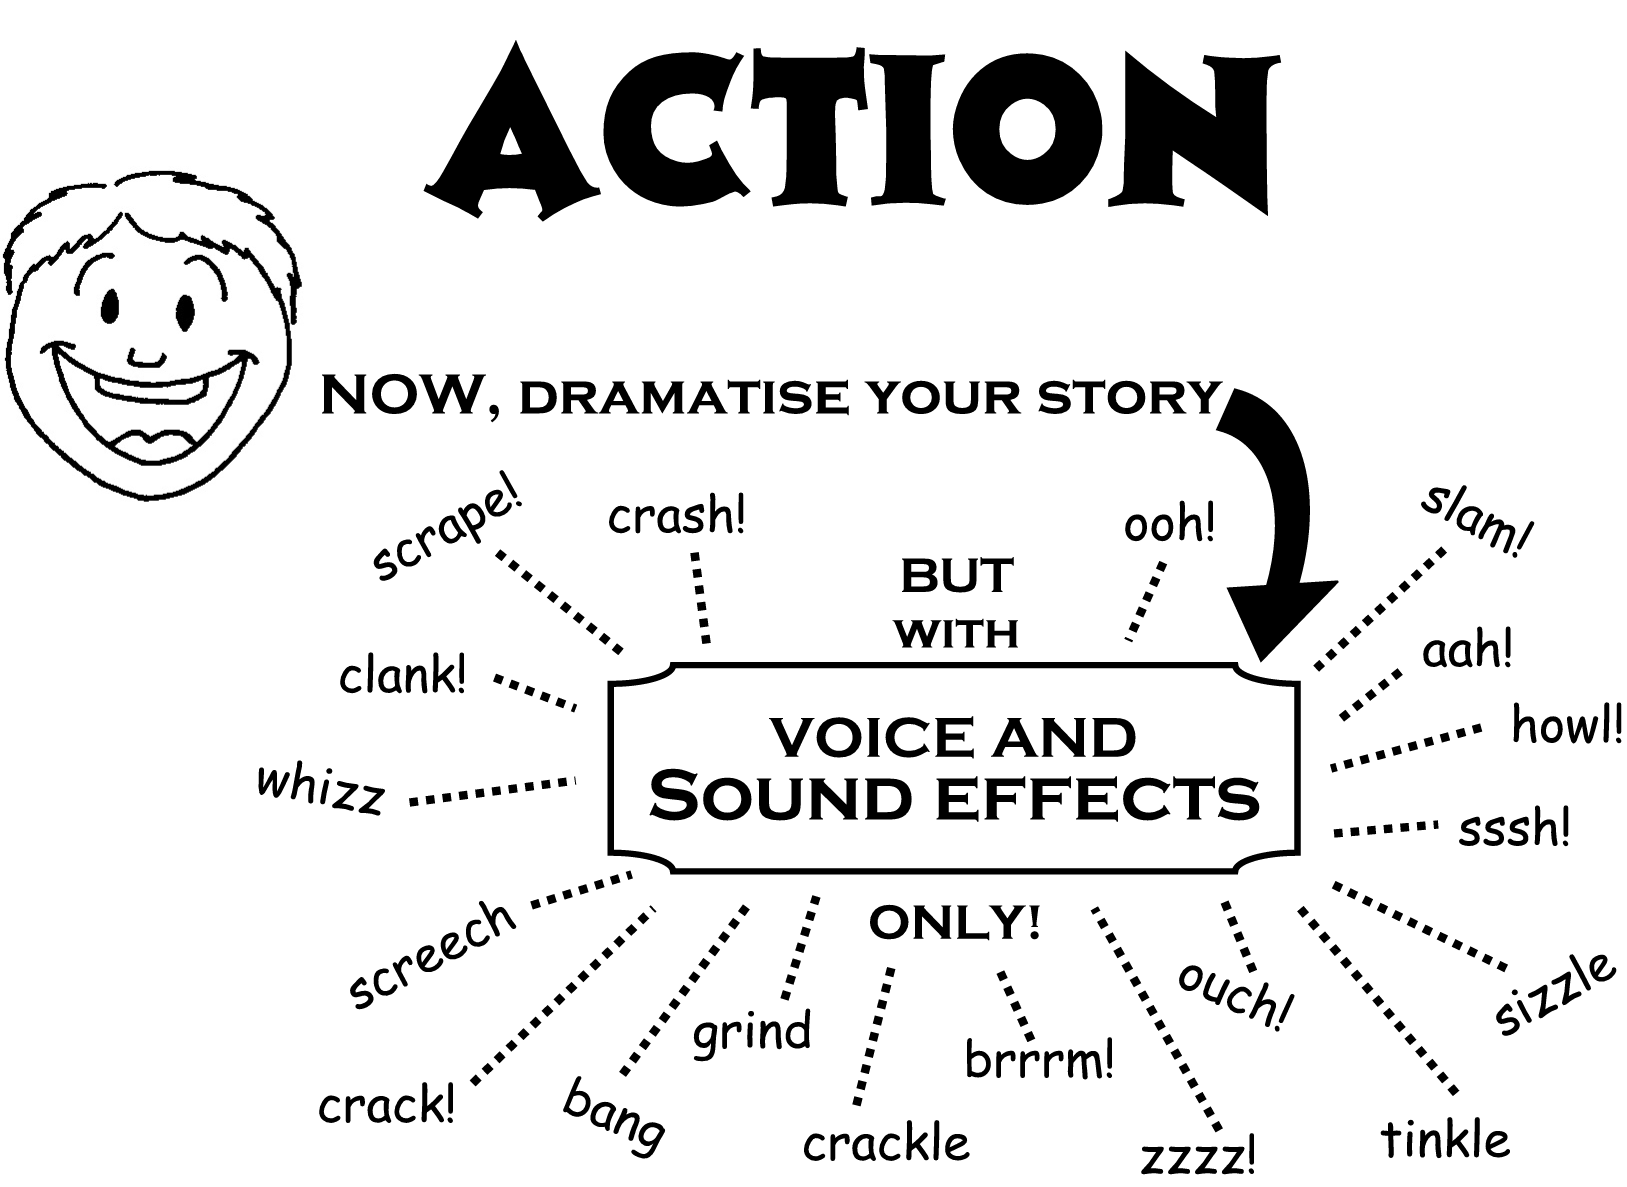 ACTION
NOW, DRAMATISE YOUR STORY
scrape!
crash!
ooh!
slam!
BUT
WITH
clank!
aah!
howl!
VOICE AND
SOUND EFFECTS
whizz
sssh!
screech
ONLY!
ouch!
sizzle
grind
brrrm!
crack!
bang
crackle
zzzz!
tinkle